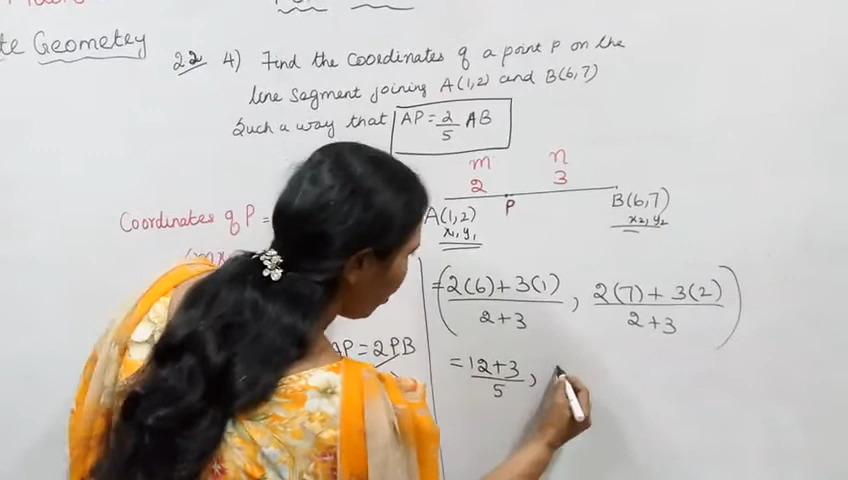 te Geometry
22 4) Find the coordinates of a point P on the
line segment joining A(1,2) and B(6,7)
Such a way that AP = 2/5 AB
m n
2 3
P
A(1,2) B(6,7)
x1,y1 x2,y2
Coordinates of P =
= ( 2(6)+3(1) / 2+3 , 2(7)+3(2) / 2+3 )
AP = 2PB
= 12+3 / 5 ,